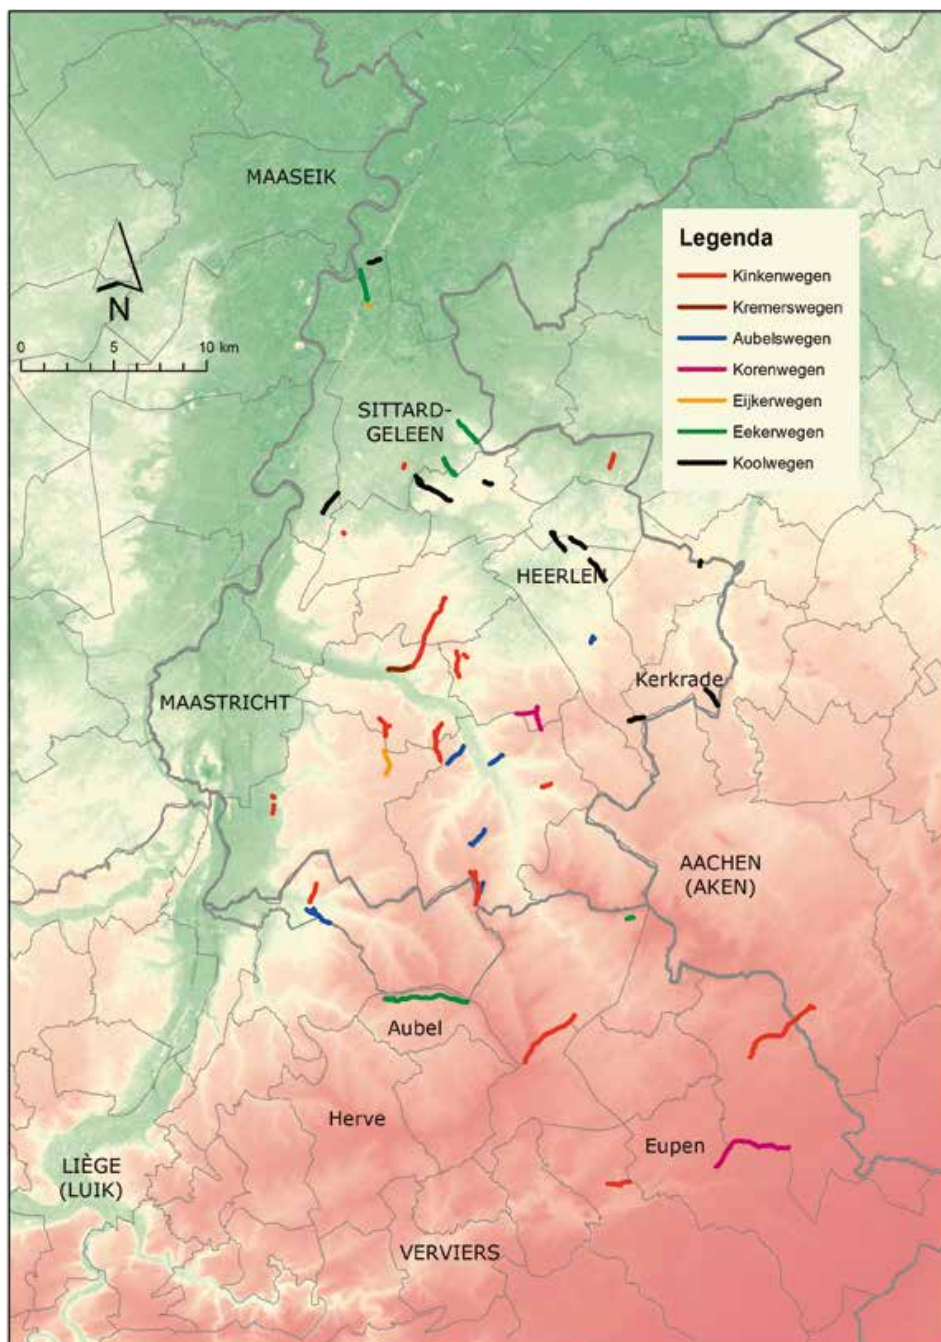 MAASEIK
Legenda
Kinkenwegen
Kremerswegen
Aubelswegen
Korenwegen
Eijkerwegen
Eekerwegen
Koolwegen
N
0 5 10 km
SITTARD-
GELEEN
HEERLEN
Kerkrade
MAASTRICHT
AACHEN
(AKEN)
Aubel
Herve
Eupen
LIÈGE
(LUIK)
VERVIERS